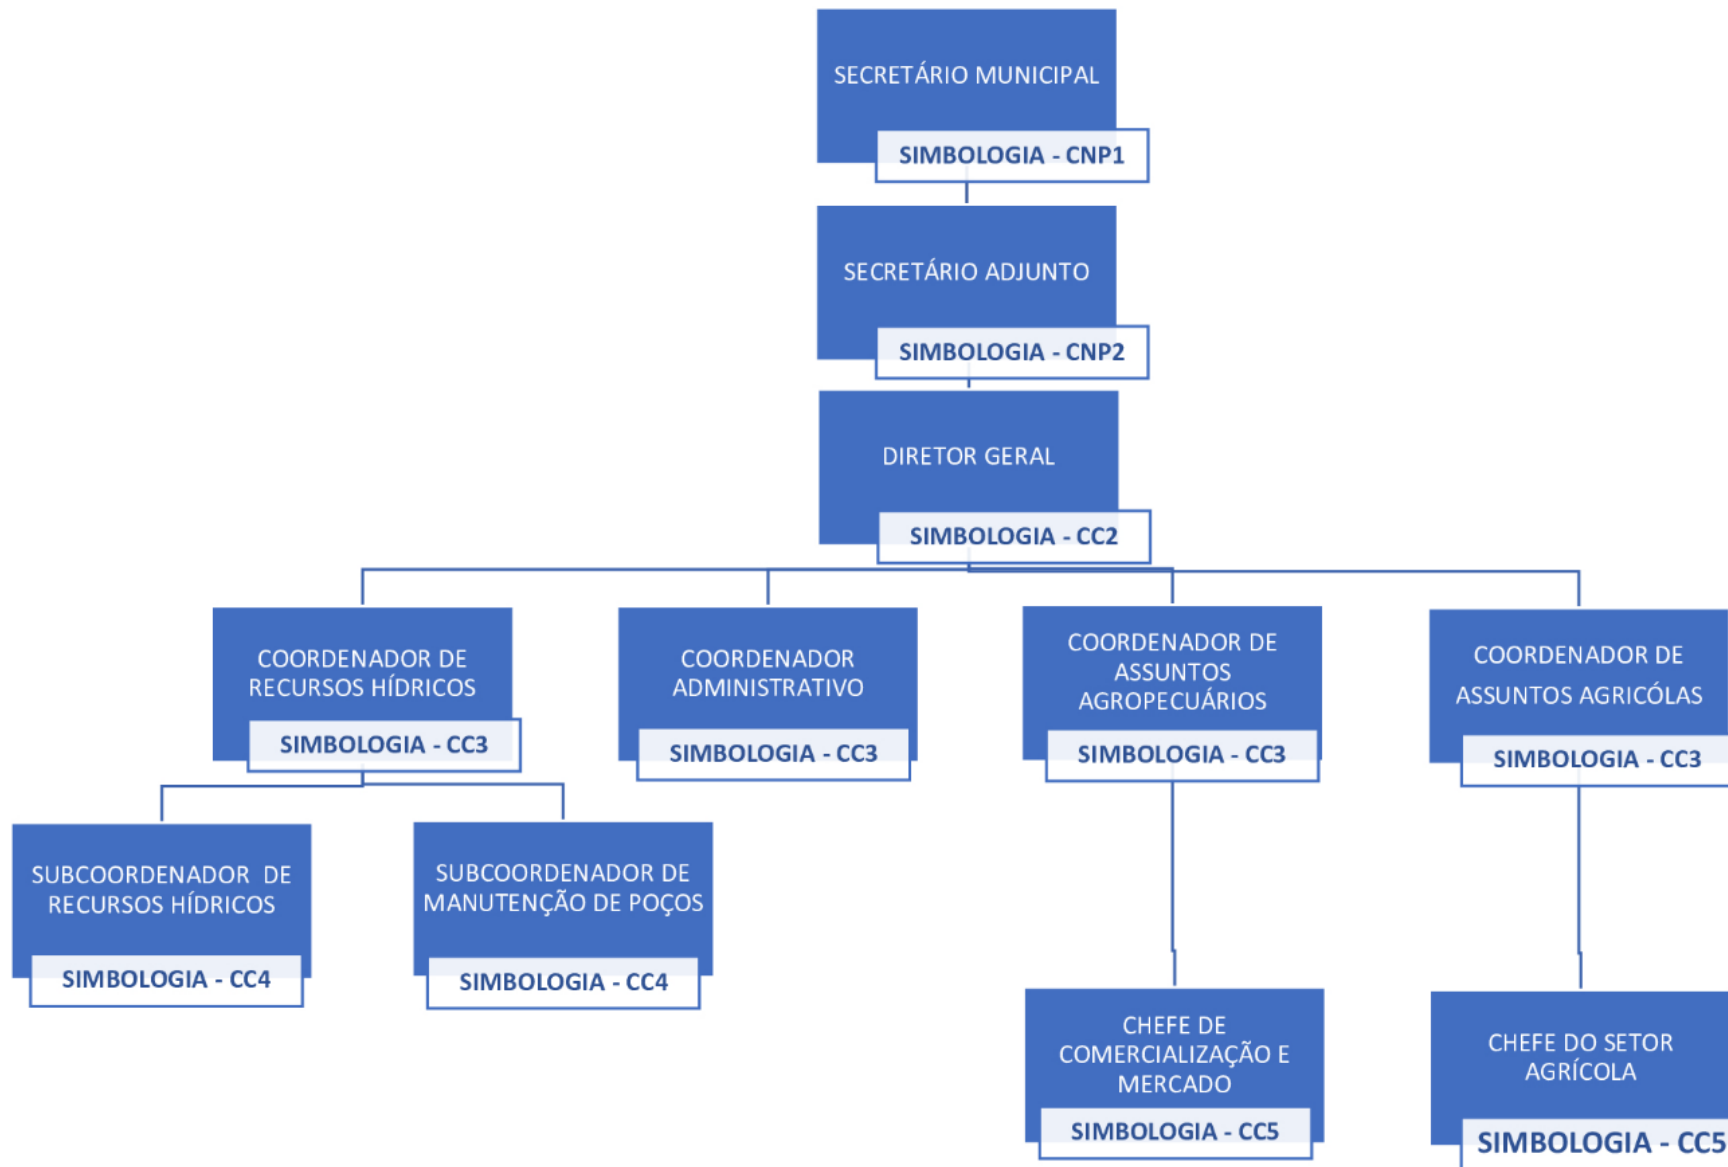 SECRETÁRIO MUNICIPAL
SIMBOLOGIA - CNP1
SECRETÁRIO ADJUNTO
SIMBOLOGIA - CNP2
DIRETOR GERAL
SIMBOLOGIA - CC2
COORDENADOR DE
RECURSOS HÍDRICOS
SIMBOLOGIA - CC3
COORDENADOR
ADMINISTRATIVO
SIMBOLOGIA - CC3
COORDENADOR DE
ASSUNTOS
AGROPECUÁRIOS
SIMBOLOGIA - CC3
COORDENADOR DE
ASSUNTOS AGRICÓLAS
SIMBOLOGIA - CC3
SUBCOORDENADOR DE
RECURSOS HÍDRICOS
SIMBOLOGIA - CC4
SUBCOORDENADOR DE
MANUTENÇÃO DE POÇOS
SIMBOLOGIA - CC4
CHEFE DE
COMERCIALIZAÇÃO E
MERCADO
SIMBOLOGIA - CC5
CHEFE DO SETOR
AGRÍCOLA
SIMBOLOGIA - CC5